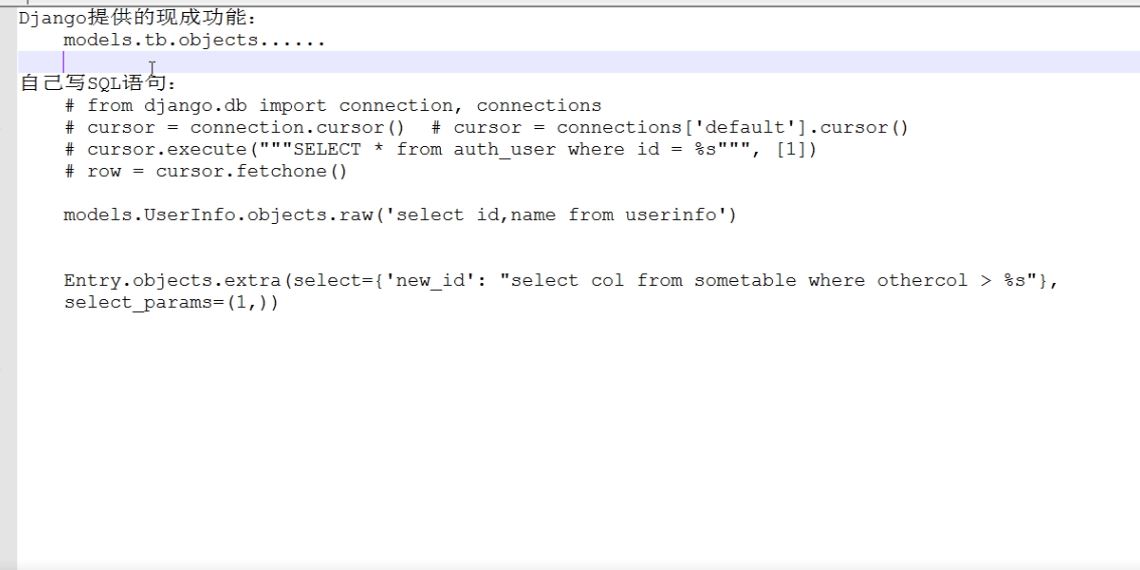 Django提供的现成功能：
models.tb.objects......
自己写SQL语句：
# from django.db import connection, connections
# cursor = connection.cursor()  # cursor = connections['default'].cursor()
# cursor.execute("""SELECT * from auth_user where id = %s""", [1])
# row = cursor.fetchone()
models.UserInfo.objects.raw('select id,name from userinfo')
Entry.objects.extra(select={'new_id': "select col from sometable where othercol > %s"},
select_params=(1,))